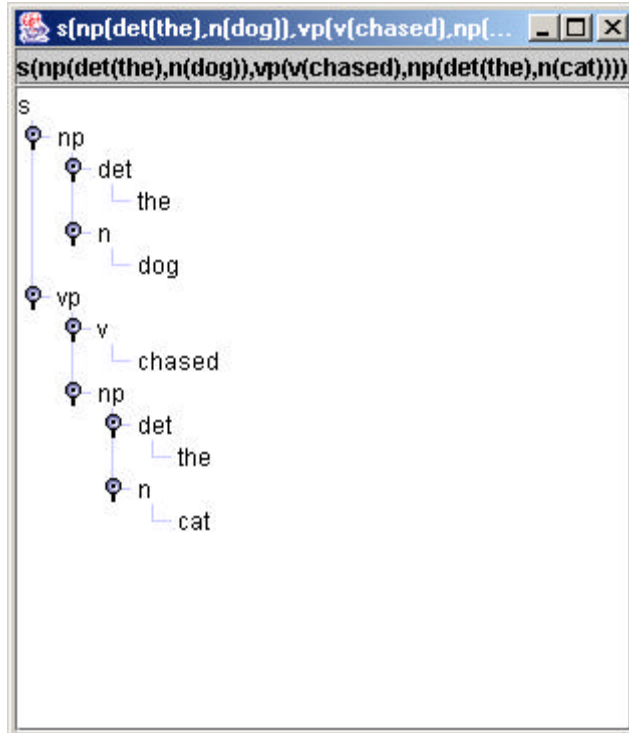 s(np(det(the),n(dog)),vp(v(chased),np(...
s(np(det(the),n(dog)),vp(v(chased),np(det(the),n(cat))))
s
np
det
the
n
dog
vp
v
chased
np
det
the
n
cat